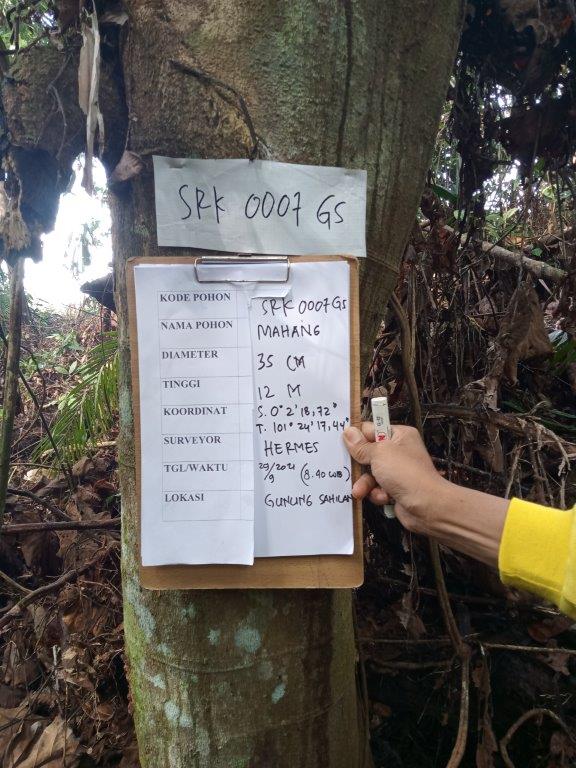 SRK 0007 GS
KODE POHON SRK 0007 GS
NAMA POHON MAHANG
DIAMETER 35 CM
TINGGI 12 M
KOORDINAT S. 0° 2' 18,72"
T. 101° 24' 17,44"
SURVEYOR HERMES
TGL/WAKTU 29/9 2021 (8.40 WIB)
LOKASI GUNUNG SAHILAN